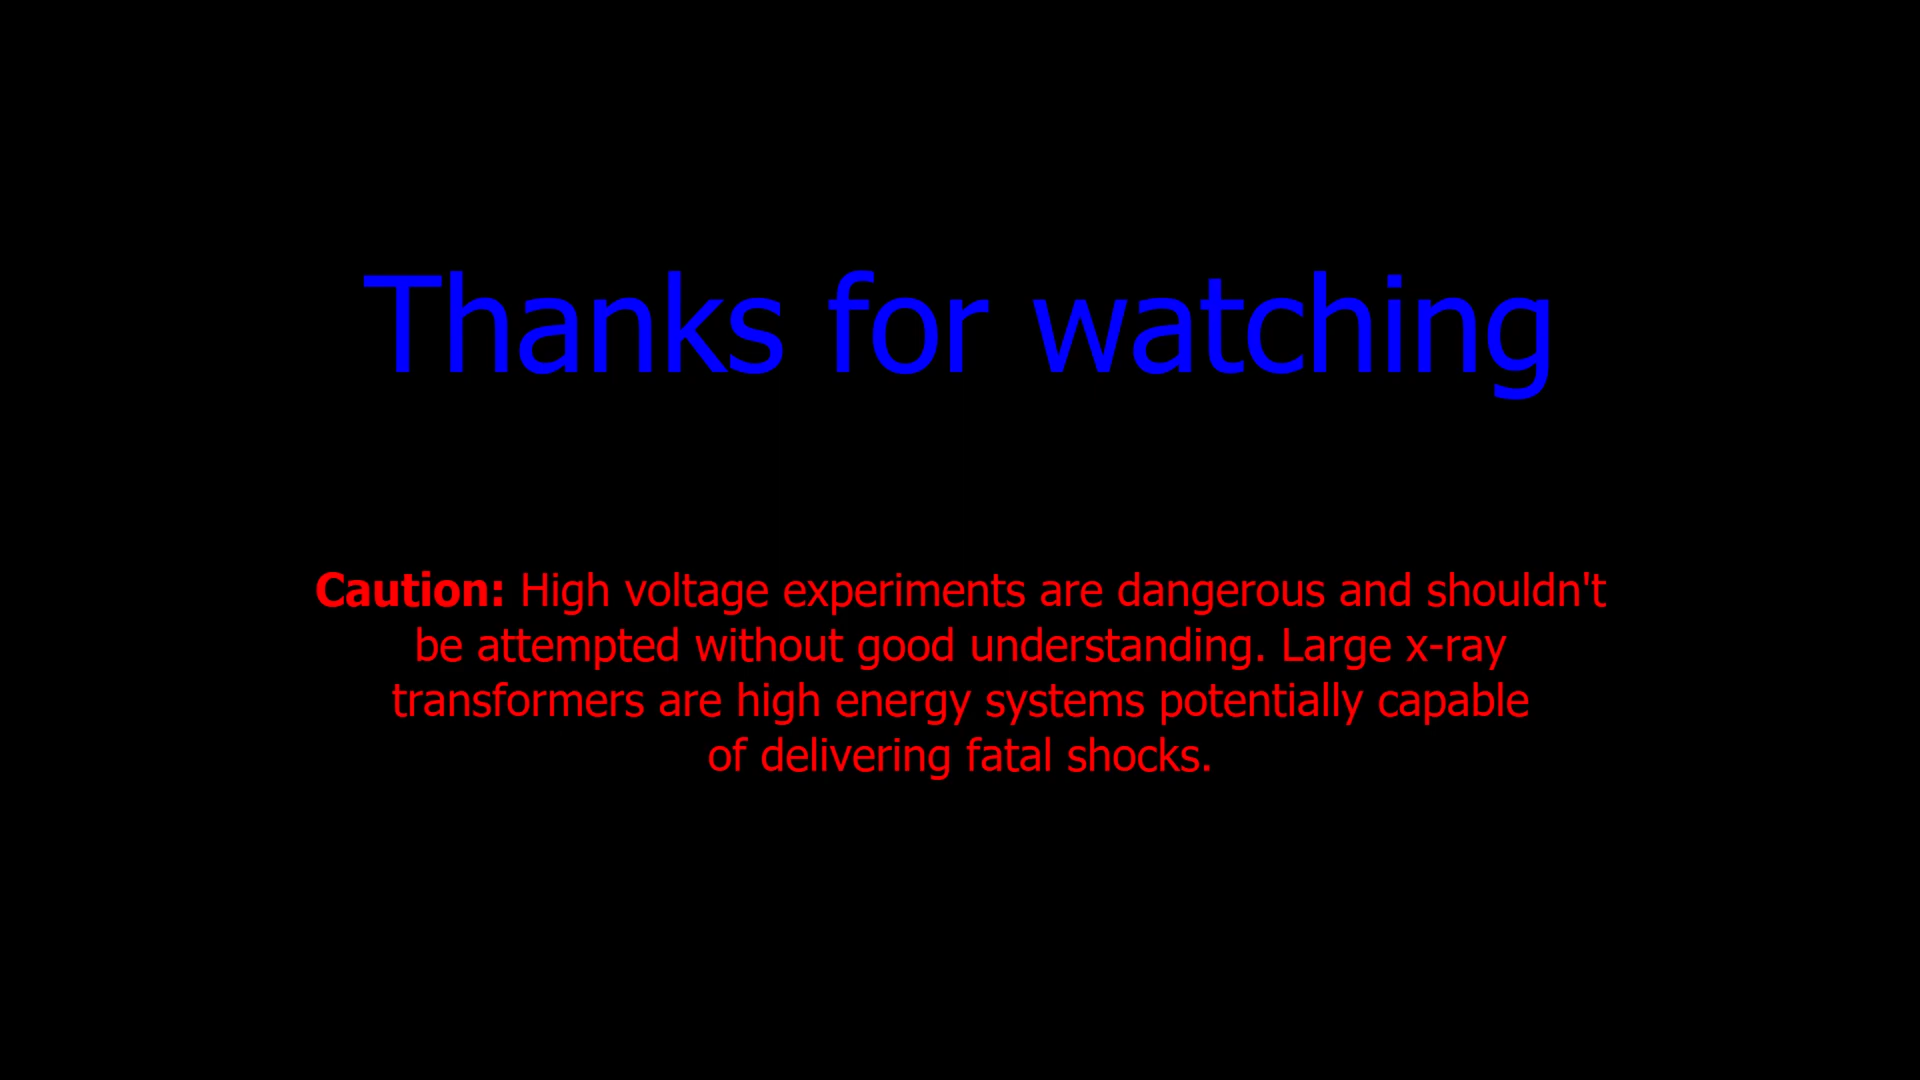 Thanks for watching
Caution: High voltage experiments are dangerous and shouldn't
be attempted without good understanding. Large x-ray
transformers are high energy systems potentially capable
of delivering fatal shocks.